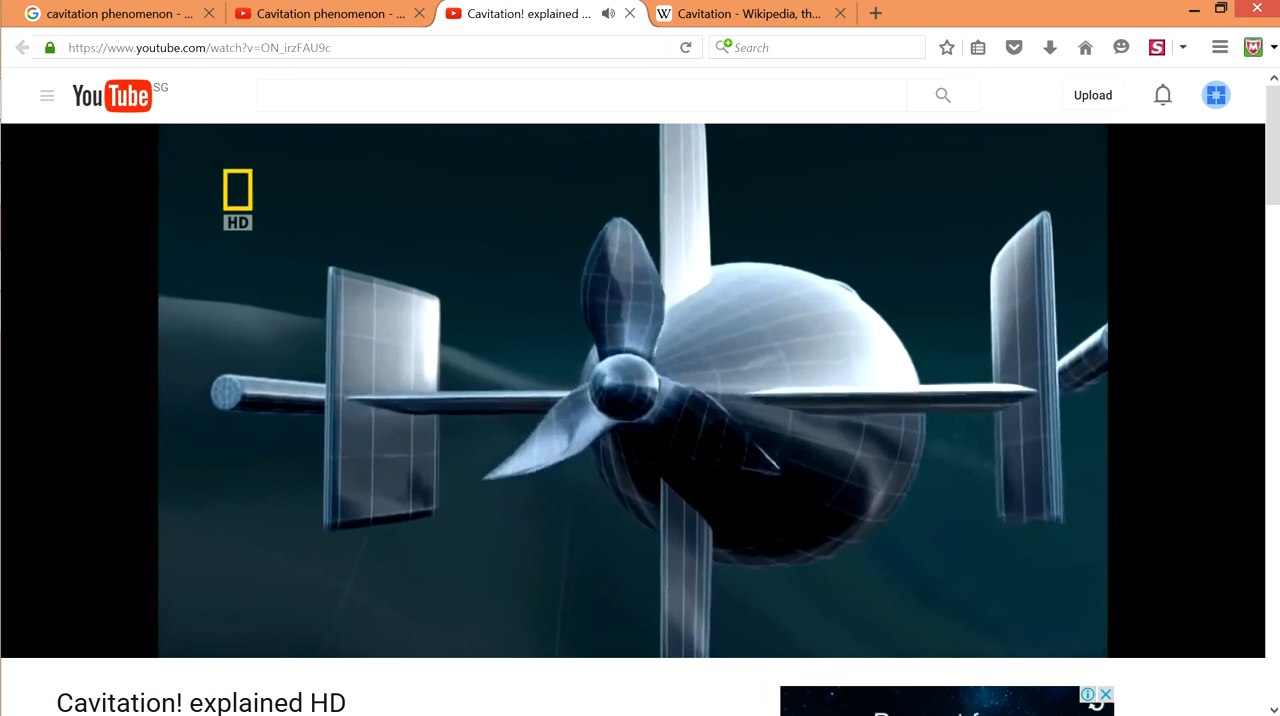 cavitation phenomenon - ...
Cavitation phenomenon - ...
Cavitation! explained ...
W Cavitation - Wikipedia, th...
https://www.youtube.com/watch?v=ON_irzFAU9c
Search
S
YouTube SG
Upload
HD
Cavitation! explained HD